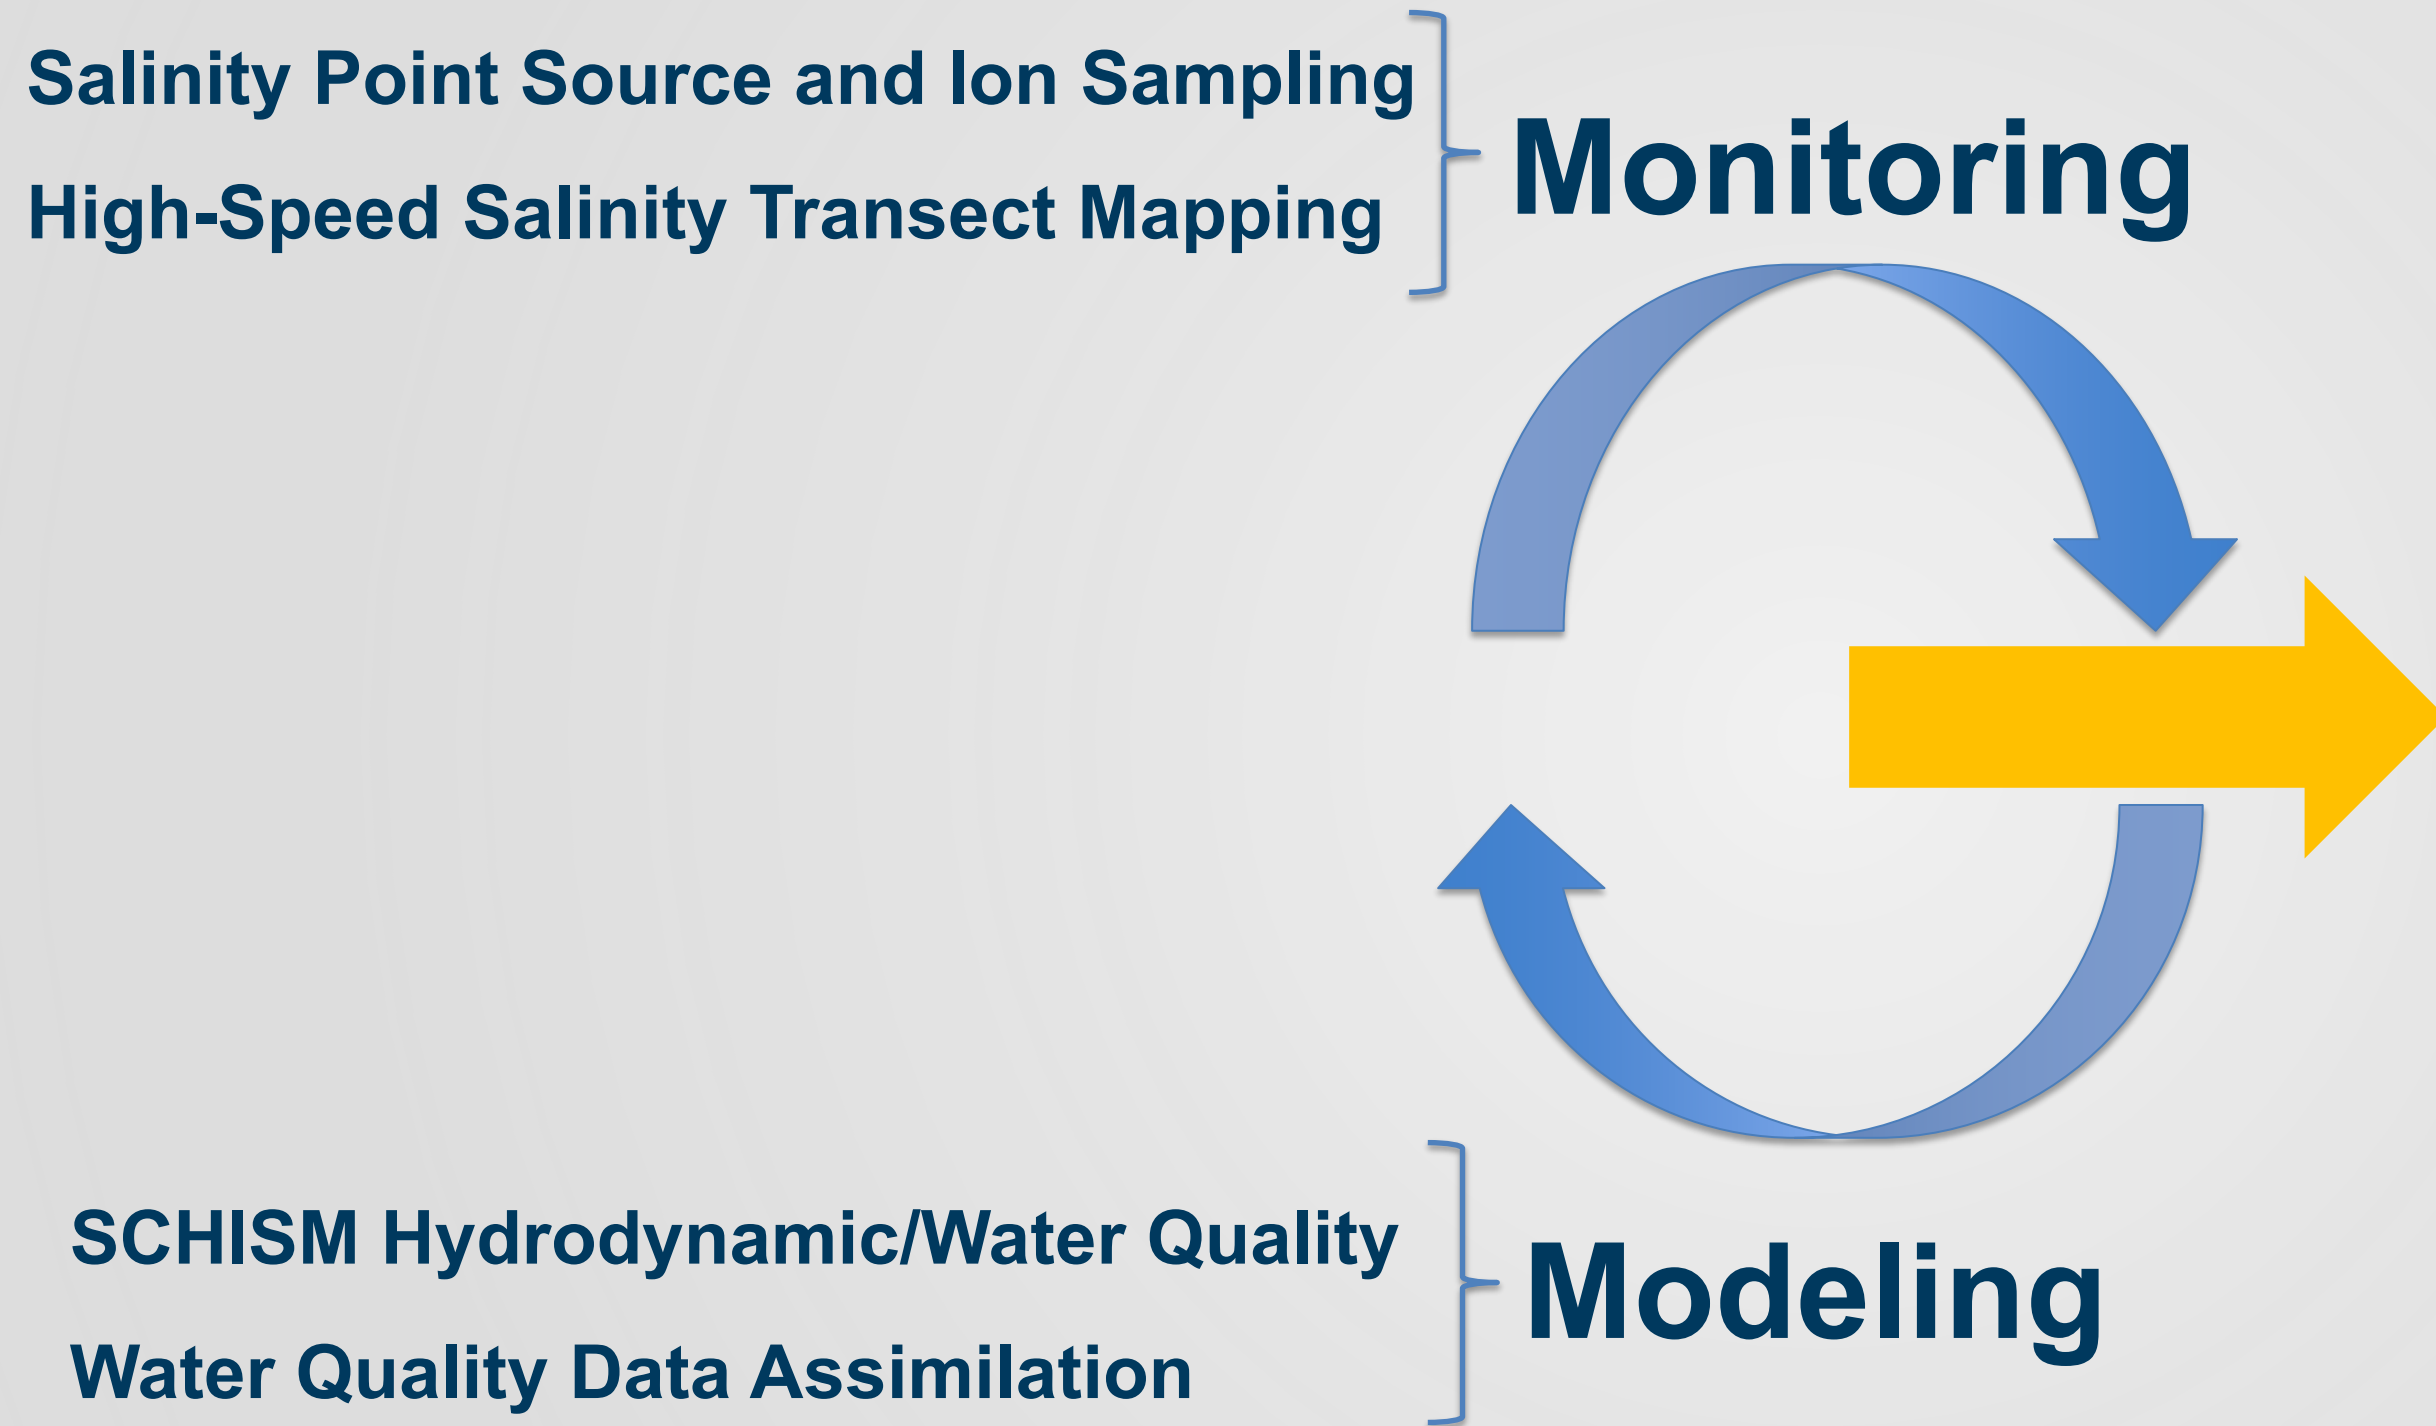 Salinity Point Source and Ion Sampling
High-Speed Salinity Transect Mapping
Monitoring
SCHISM Hydrodynamic/Water Quality
Water Quality Data Assimilation
Modeling